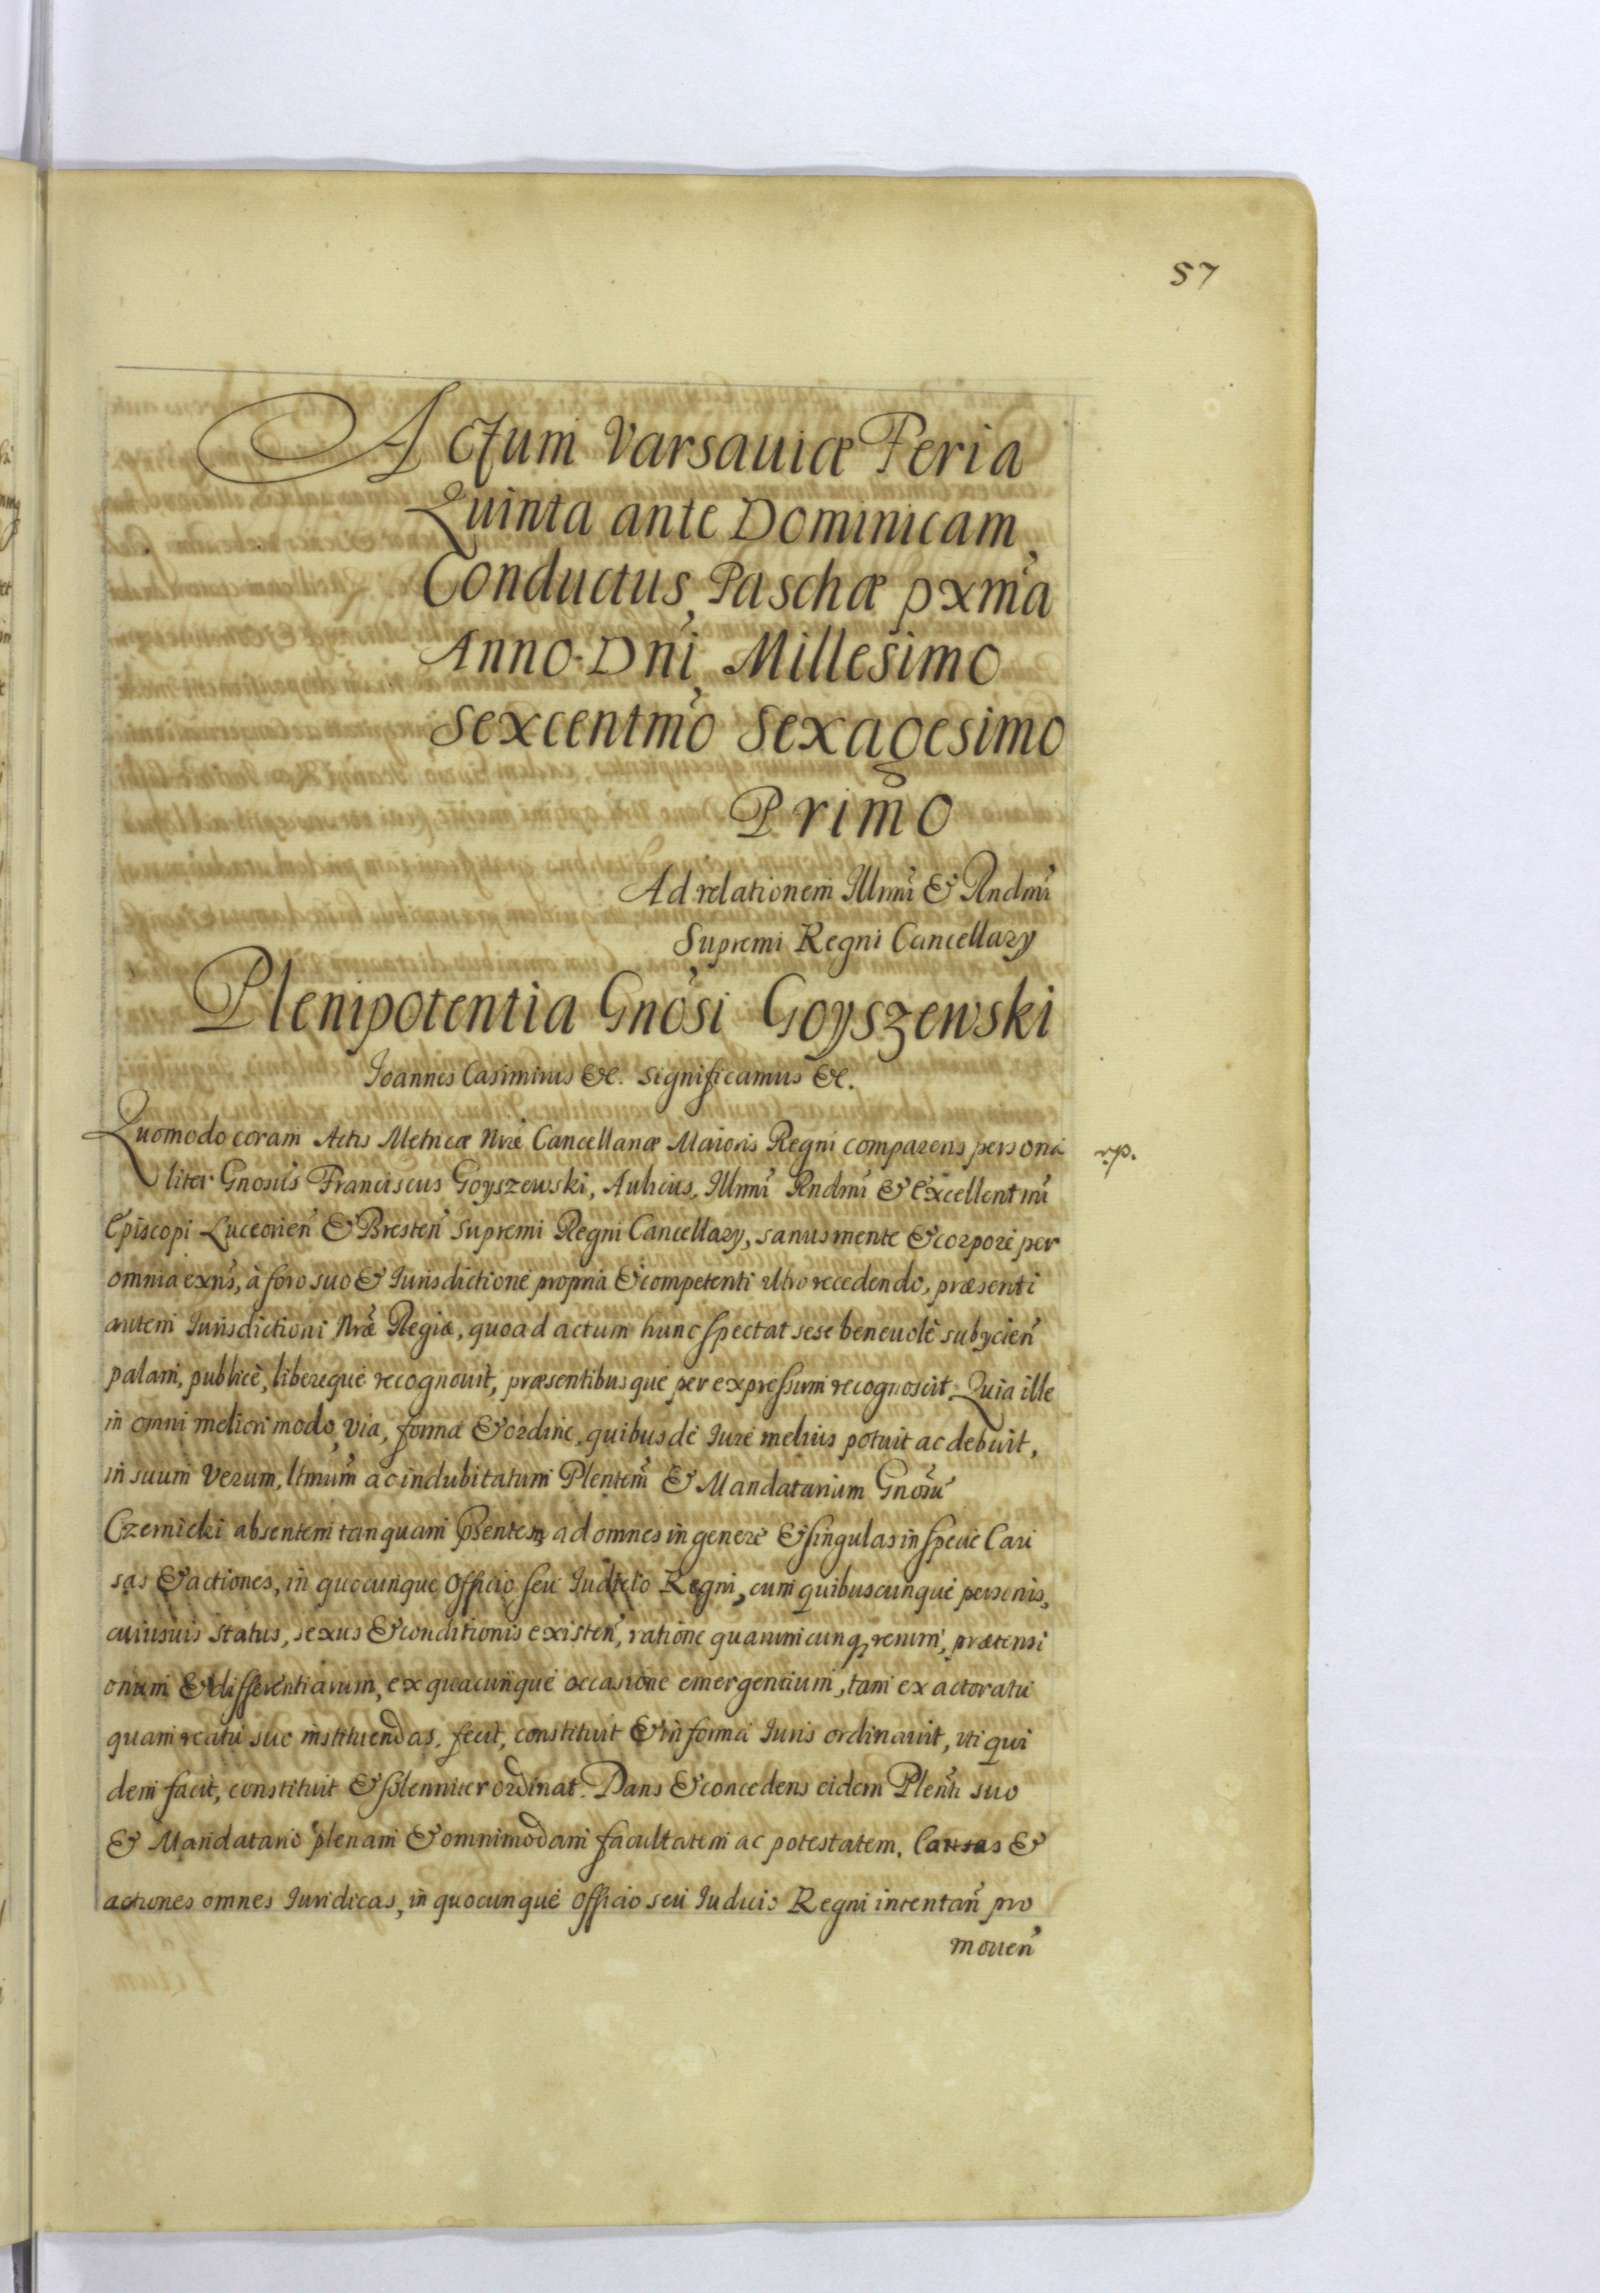 57
Actum Varsauiæ Feria
Quinta ante Dominicam
Conductus Paschæ pxma
Anno Dni Millesimo
Sexcentmo Sexagesimo
Primo
Ad relationem Illmi & Rndmi
Supremi Regni Cancellary
Plenipotentia Gnosi Goyszewski
Joannes Casimirus &c. significamus &c.
Quomodo coram Actis Metricæ Nræ Cancellariæ Maioris Regni comparens persona
rp.
liter Gnosus Franciscus Goyszewski, Aulicus Illmi Rndmi & Excellentmi
Episcopi Luceorien & Bresten Supremi Regni Cancellary, sanus mente & corpore per
omnia exns, à foro suo & Iurisdictione propria & competenti ultro recedendo, præsenti
autem Iurisdictioni Nræ Regiæ, quoad actum hunc spectat sese beneuolè subycien
palam, publicè, libereque recognouit, præsentibusque per expressum recognoscit. Quia ille
in omni meliori modo, via, forma & ordine, quibus de Iure melius potuit ac debuit,
in suum verum, ltmum ac indubitatum Plentem & Mandatarium Gnosu
Czernicki absentem tanquam Psentem ad omnes in genere & singulas in specie Cau
sas & actiones, in quocunque Officio seu Iudicio Regni, cum quibuscunque personis,
cuiusuis status, sexus & conditionis existen, ratione quarumcunq rerum, prætensi
onum & differentiarum, ex quacunque occasione emergentium, tam ex actoratu
quam reatu suo instituendas, fecit, constituit & in forma Iuris ordinauit, uti qui
dem facit, constituit & solenniter ordinat. Dans & concedens eidem Plenti suo
& Mandatario plenam & omnimodam facultatem ac potestatem, Causas &
actiones omnes Iuridicas, in quocunque Officio seu Iudicio Regni intentan pro
mouen